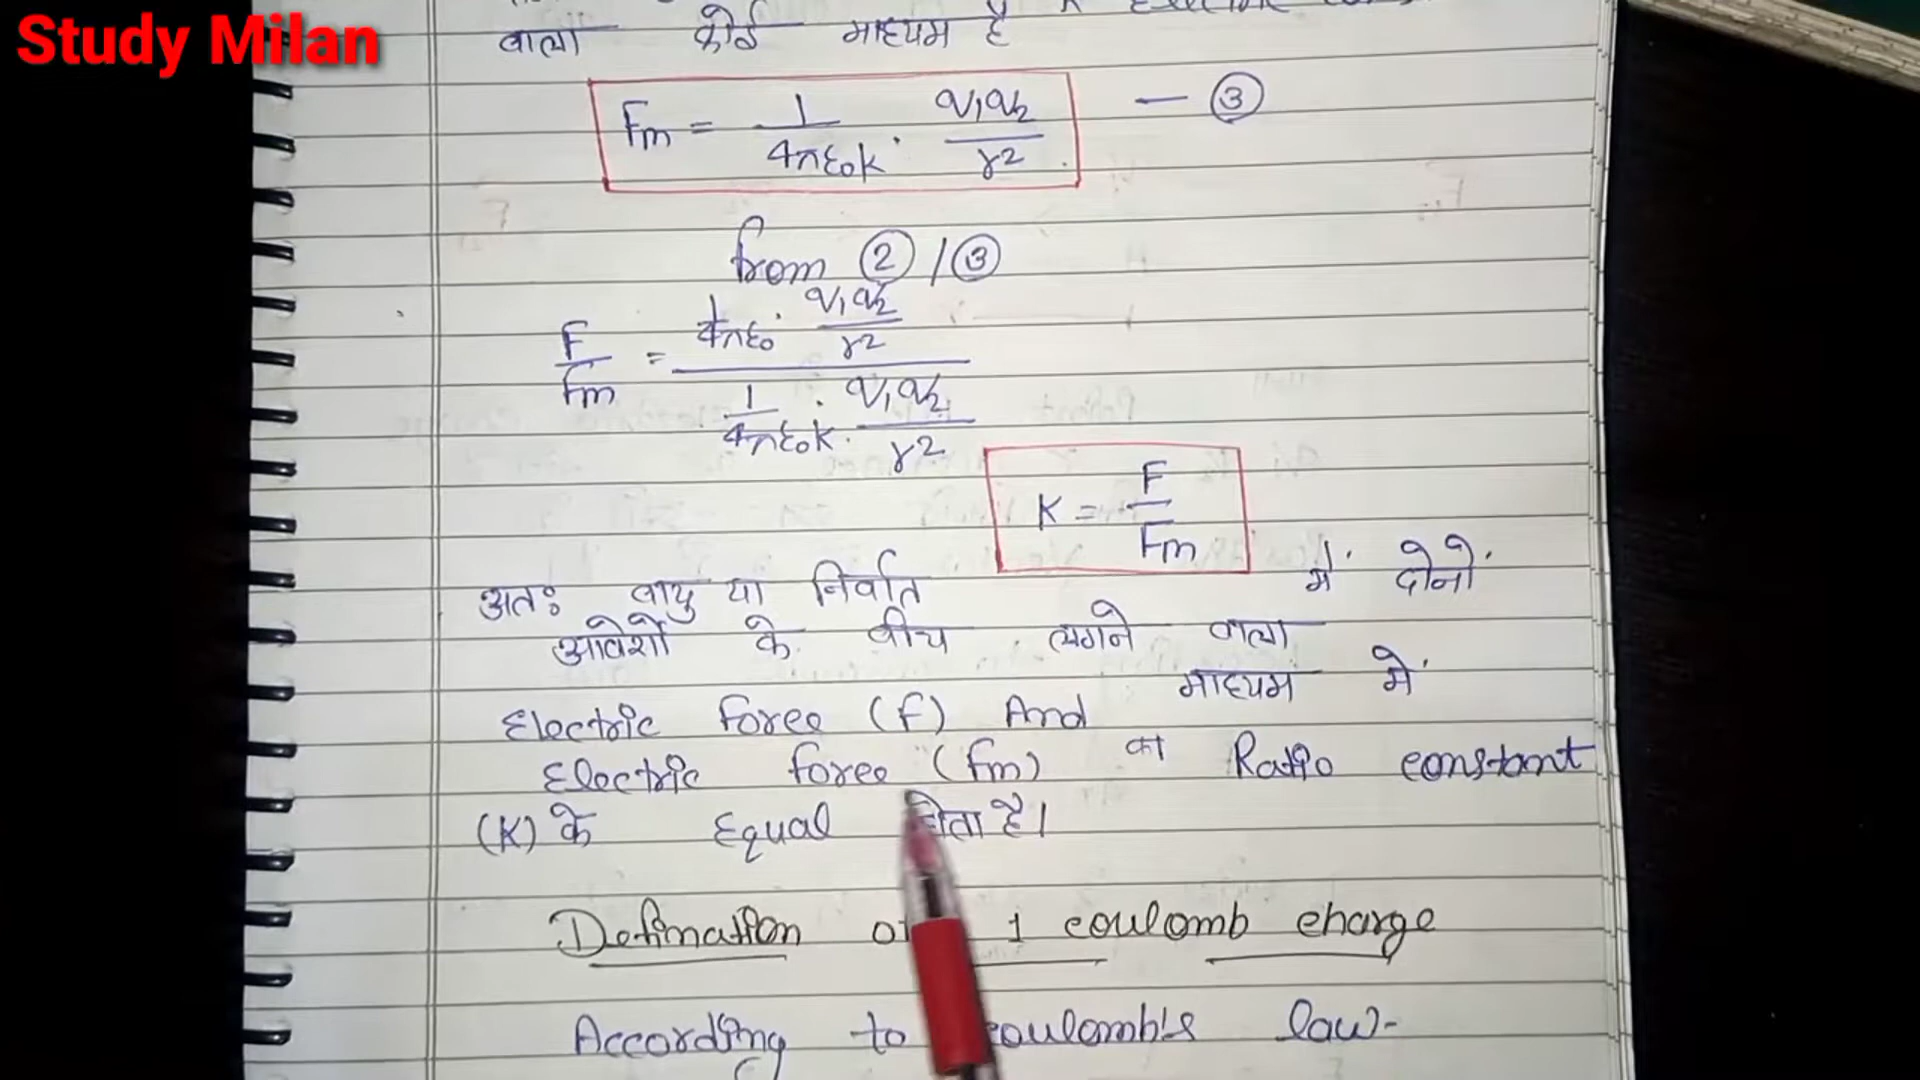 Study Milan
वाला कोई माध्यम है
Fm = 1/4πε₀k · q₁q₂/r² — ③
from ② / ③
F/Fm = (1/4πε₀ · q₁q₂/r²) / (1/4πε₀k · q₁q₂/r²)
K = F/Fm
अतः वायु या निर्वात में दोनों
आवेशों के बीच लगने वाला
Electric force (F) And माध्यम में
Electric force (Fm) का Ratio constant
(K) के Equal होता है।
Defination of 1 coulomb charge
According to coulomb's law-